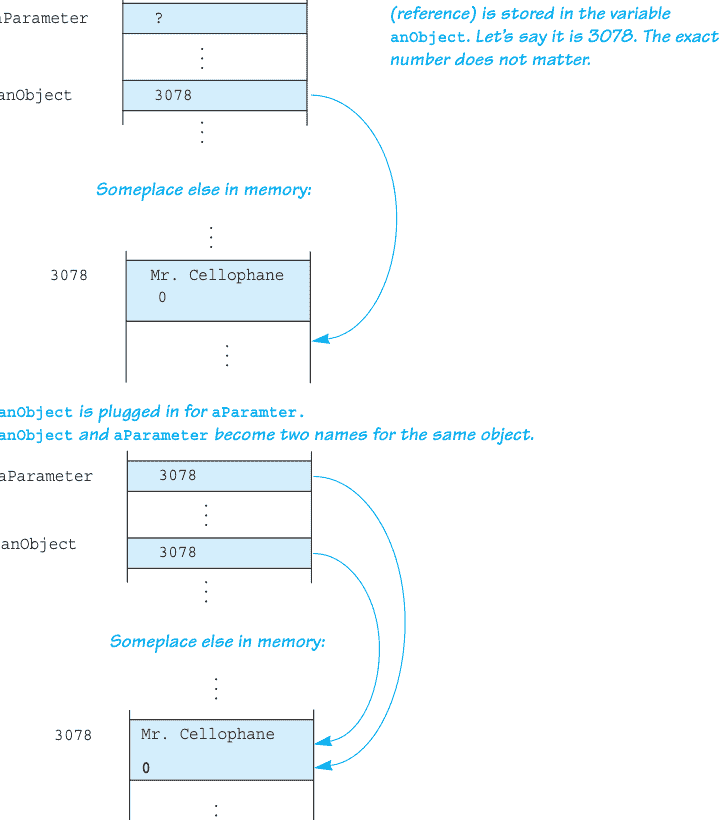 aParameter ?
(reference) is stored in the variable
anObject. Let's say it is 3078. The exact
number does not matter.
anObject 3078
Someplace else in memory:
3078 Mr. Cellophane
0
anObject is plugged in for aParamter.
anObject and aParameter become two names for the same object.
aParameter 3078
anObject 3078
Someplace else in memory:
3078 Mr. Cellophane
0